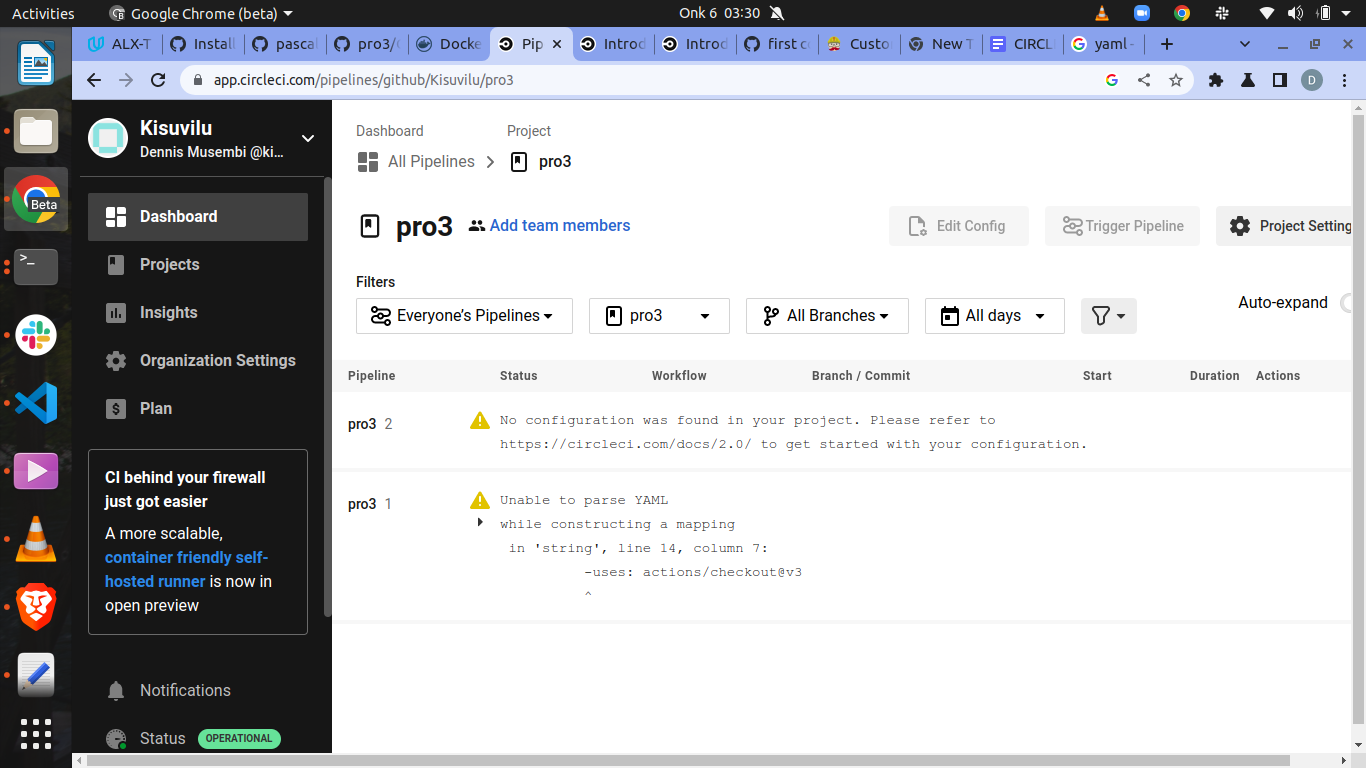 Activities
Google Chrome (beta)
Onk 6 03:30
ALX-T
Install
pascal
pro3/
Docke
Pip
Introd
Introd
first c
Custo
New T
CIRCL
yaml -
app.circleci.com/pipelines/github/Kisuvilu/pro3
D
Beta
Kisuvilu
Dennis Musembi @ki...
Dashboard
Projects
Insights
Organization Settings
Plan
CI behind your firewall
just got easier
A more scalable,
container friendly self-
hosted runner is now in
open preview
Notifications
Status OPERATIONAL
Dashboard
Project
All Pipelines
pro3
pro3
Add team members
Edit Config
Trigger Pipeline
Project Setting
Filters
Everyone's Pipelines
pro3
All Branches
All days
Auto-expand
Pipeline Status Workflow Branch / Commit Start Duration Actions
pro3 2
No configuration was found in your project. Please refer to
https://circleci.com/docs/2.0/ to get started with your configuration.
pro3 1
Unable to parse YAML
while constructing a mapping
in 'string', line 14, column 7:
-uses: actions/checkout@v3
^